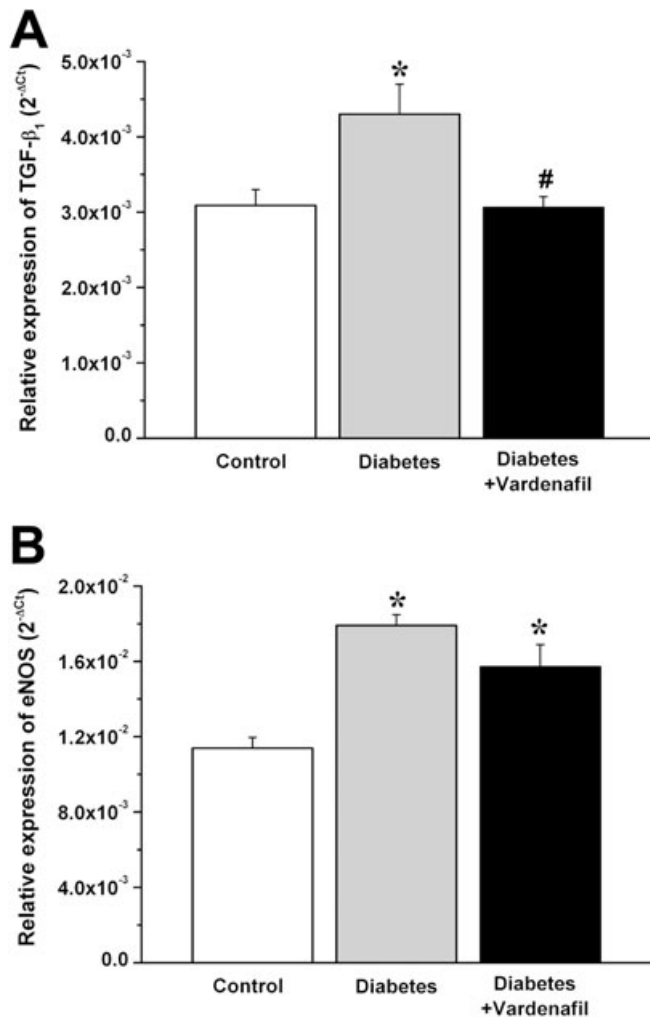 A
Relative expression of TGF-β₁ (2⁻ΔCt)
5.0x10⁻³
4.0x10⁻³
3.0x10⁻³
2.0x10⁻³
1.0x10⁻³
0.0
*
#
Control
Diabetes
Diabetes
+Vardenafil
B
Relative expression of eNOS (2⁻ΔCt)
2.0x10⁻²
1.6x10⁻²
1.2x10⁻²
8.0x10⁻³
4.0x10⁻³
0.0
*
*
Control
Diabetes
Diabetes
+Vardenafil